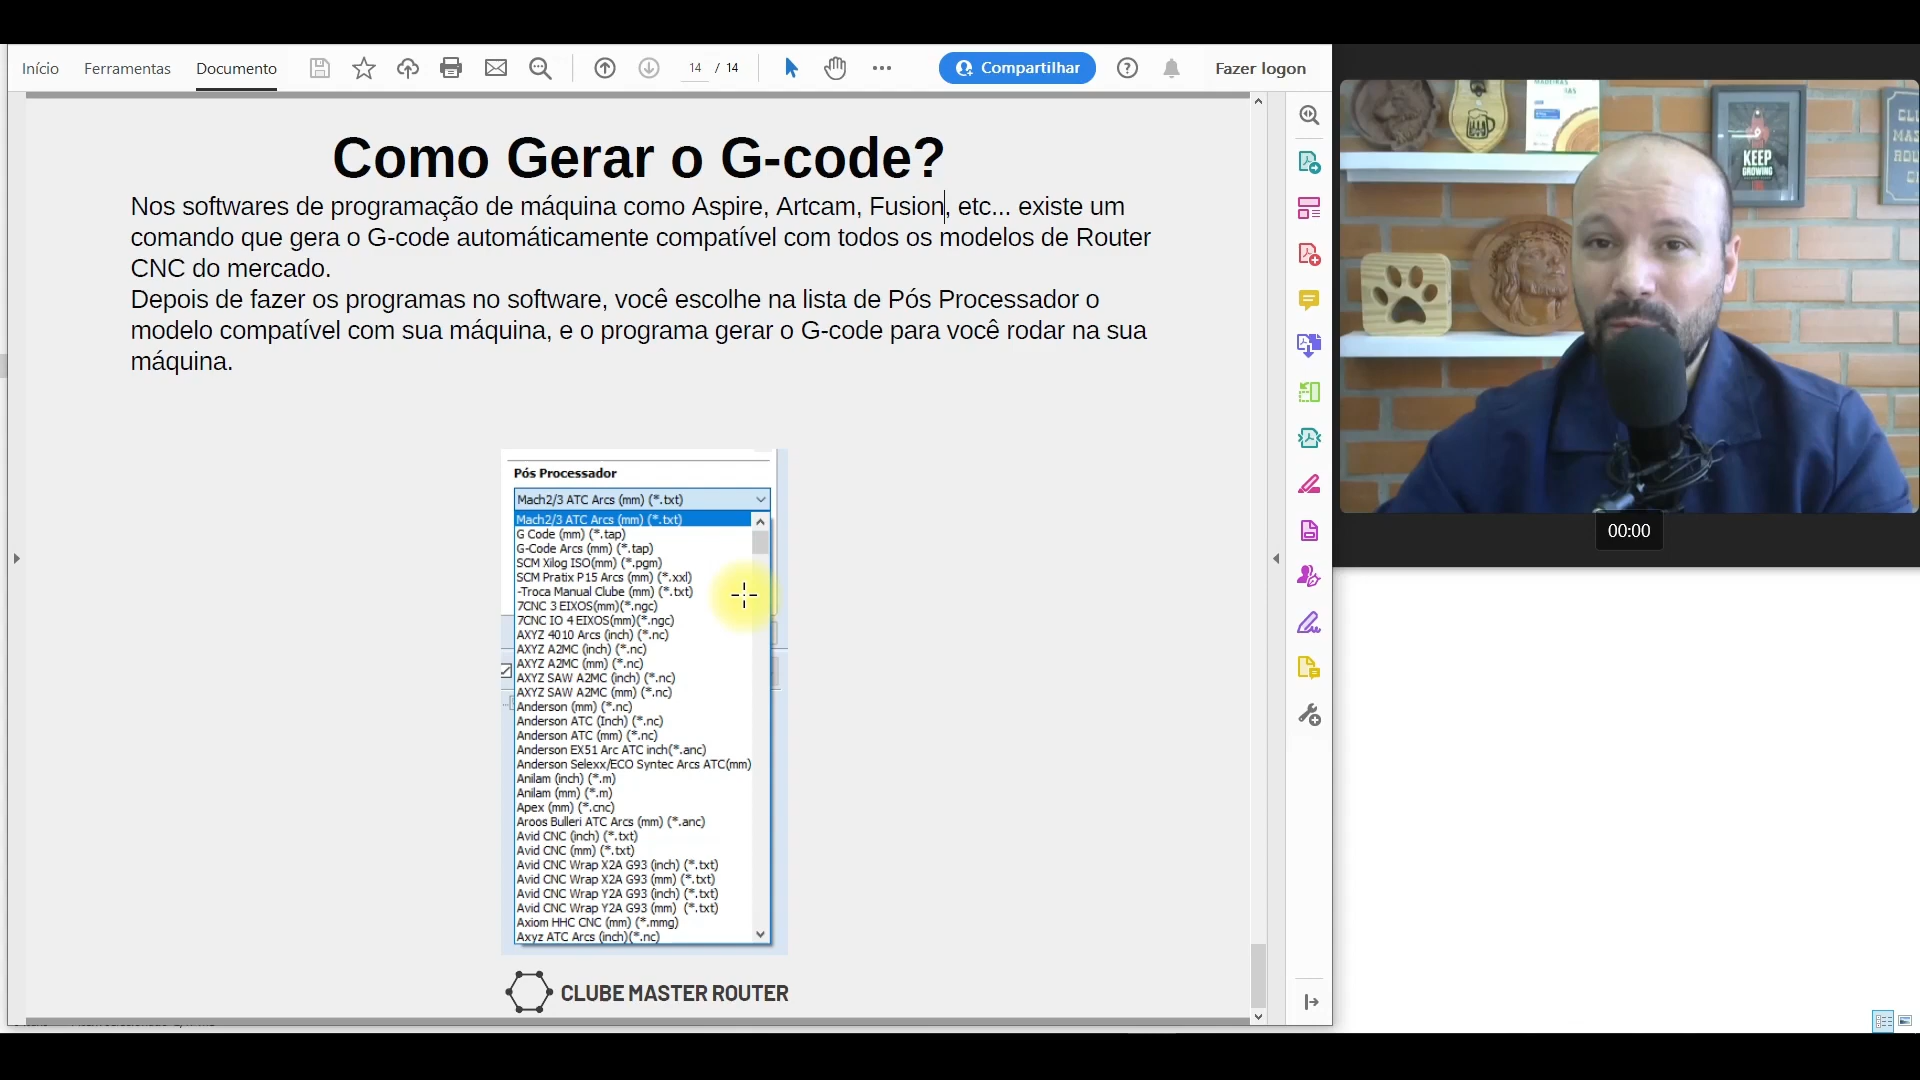 Início Ferramentas Documento 14 / 14 Compartilhar Fazer logon
Como Gerar o G-code?
Nos softwares de programação de máquina como Aspire, Artcam, Fusion, etc... existe um
comando que gera o G-code automáticamente compatível com todos os modelos de Router
CNC do mercado.
Depois de fazer os programas no software, você escolhe na lista de Pós Processador o
modelo compatível com sua máquina, e o programa gerar o G-code para você rodar na sua
máquina.
Pós Processador
Mach2/3 ATC Arcs (mm) (*.txt)
Mach2/3 ATC Arcs (mm) (*.txt)
G Code (mm) (*.tap)
G-Code Arcs (mm) (*.tap)
SCM Xilog ISO(mm) (*.pgm)
SCM Pratix P15 Arcs (mm) (*.xxl)
-Troca Manual Clube (mm) (*.txt)
7CNC 3 EIXOS(mm)(*.ngc)
7CNC IO 4 EIXOS(mm)(*.ngc)
AXYZ 4010 Arcs (inch) (*.nc)
AXYZ A2MC (inch) (*.nc)
AXYZ A2MC (mm) (*.nc)
AXYZ SAW A2MC (inch) (*.nc)
AXYZ SAW A2MC (mm) (*.nc)
Anderson (mm) (*.nc)
Anderson ATC (Inch) (*.nc)
Anderson ATC (mm) (*.nc)
Anderson EX51 Arc ATC inch(*.anc)
Anderson Selexx/ECO Syntec Arcs ATC(mm)
Anilam (inch) (*.m)
Anilam (mm) (*.m)
Apex (mm) (*.cnc)
Aroos Bulleri ATC Arcs (mm) (*.anc)
Avid CNC (inch) (*.txt)
Avid CNC (mm) (*.txt)
Avid CNC Wrap X2A G93 (inch) (*.txt)
Avid CNC Wrap X2A G93 (mm) (*.txt)
Avid CNC Wrap Y2A G93 (inch) (*.txt)
Avid CNC Wrap Y2A G93 (mm) (*.txt)
Axiom HHC CNC (mm) (*.mmg)
Axyz ATC Arcs (inch)(*.nc)
CLUBE MASTER ROUTER
KEEP
GROWING
00:00